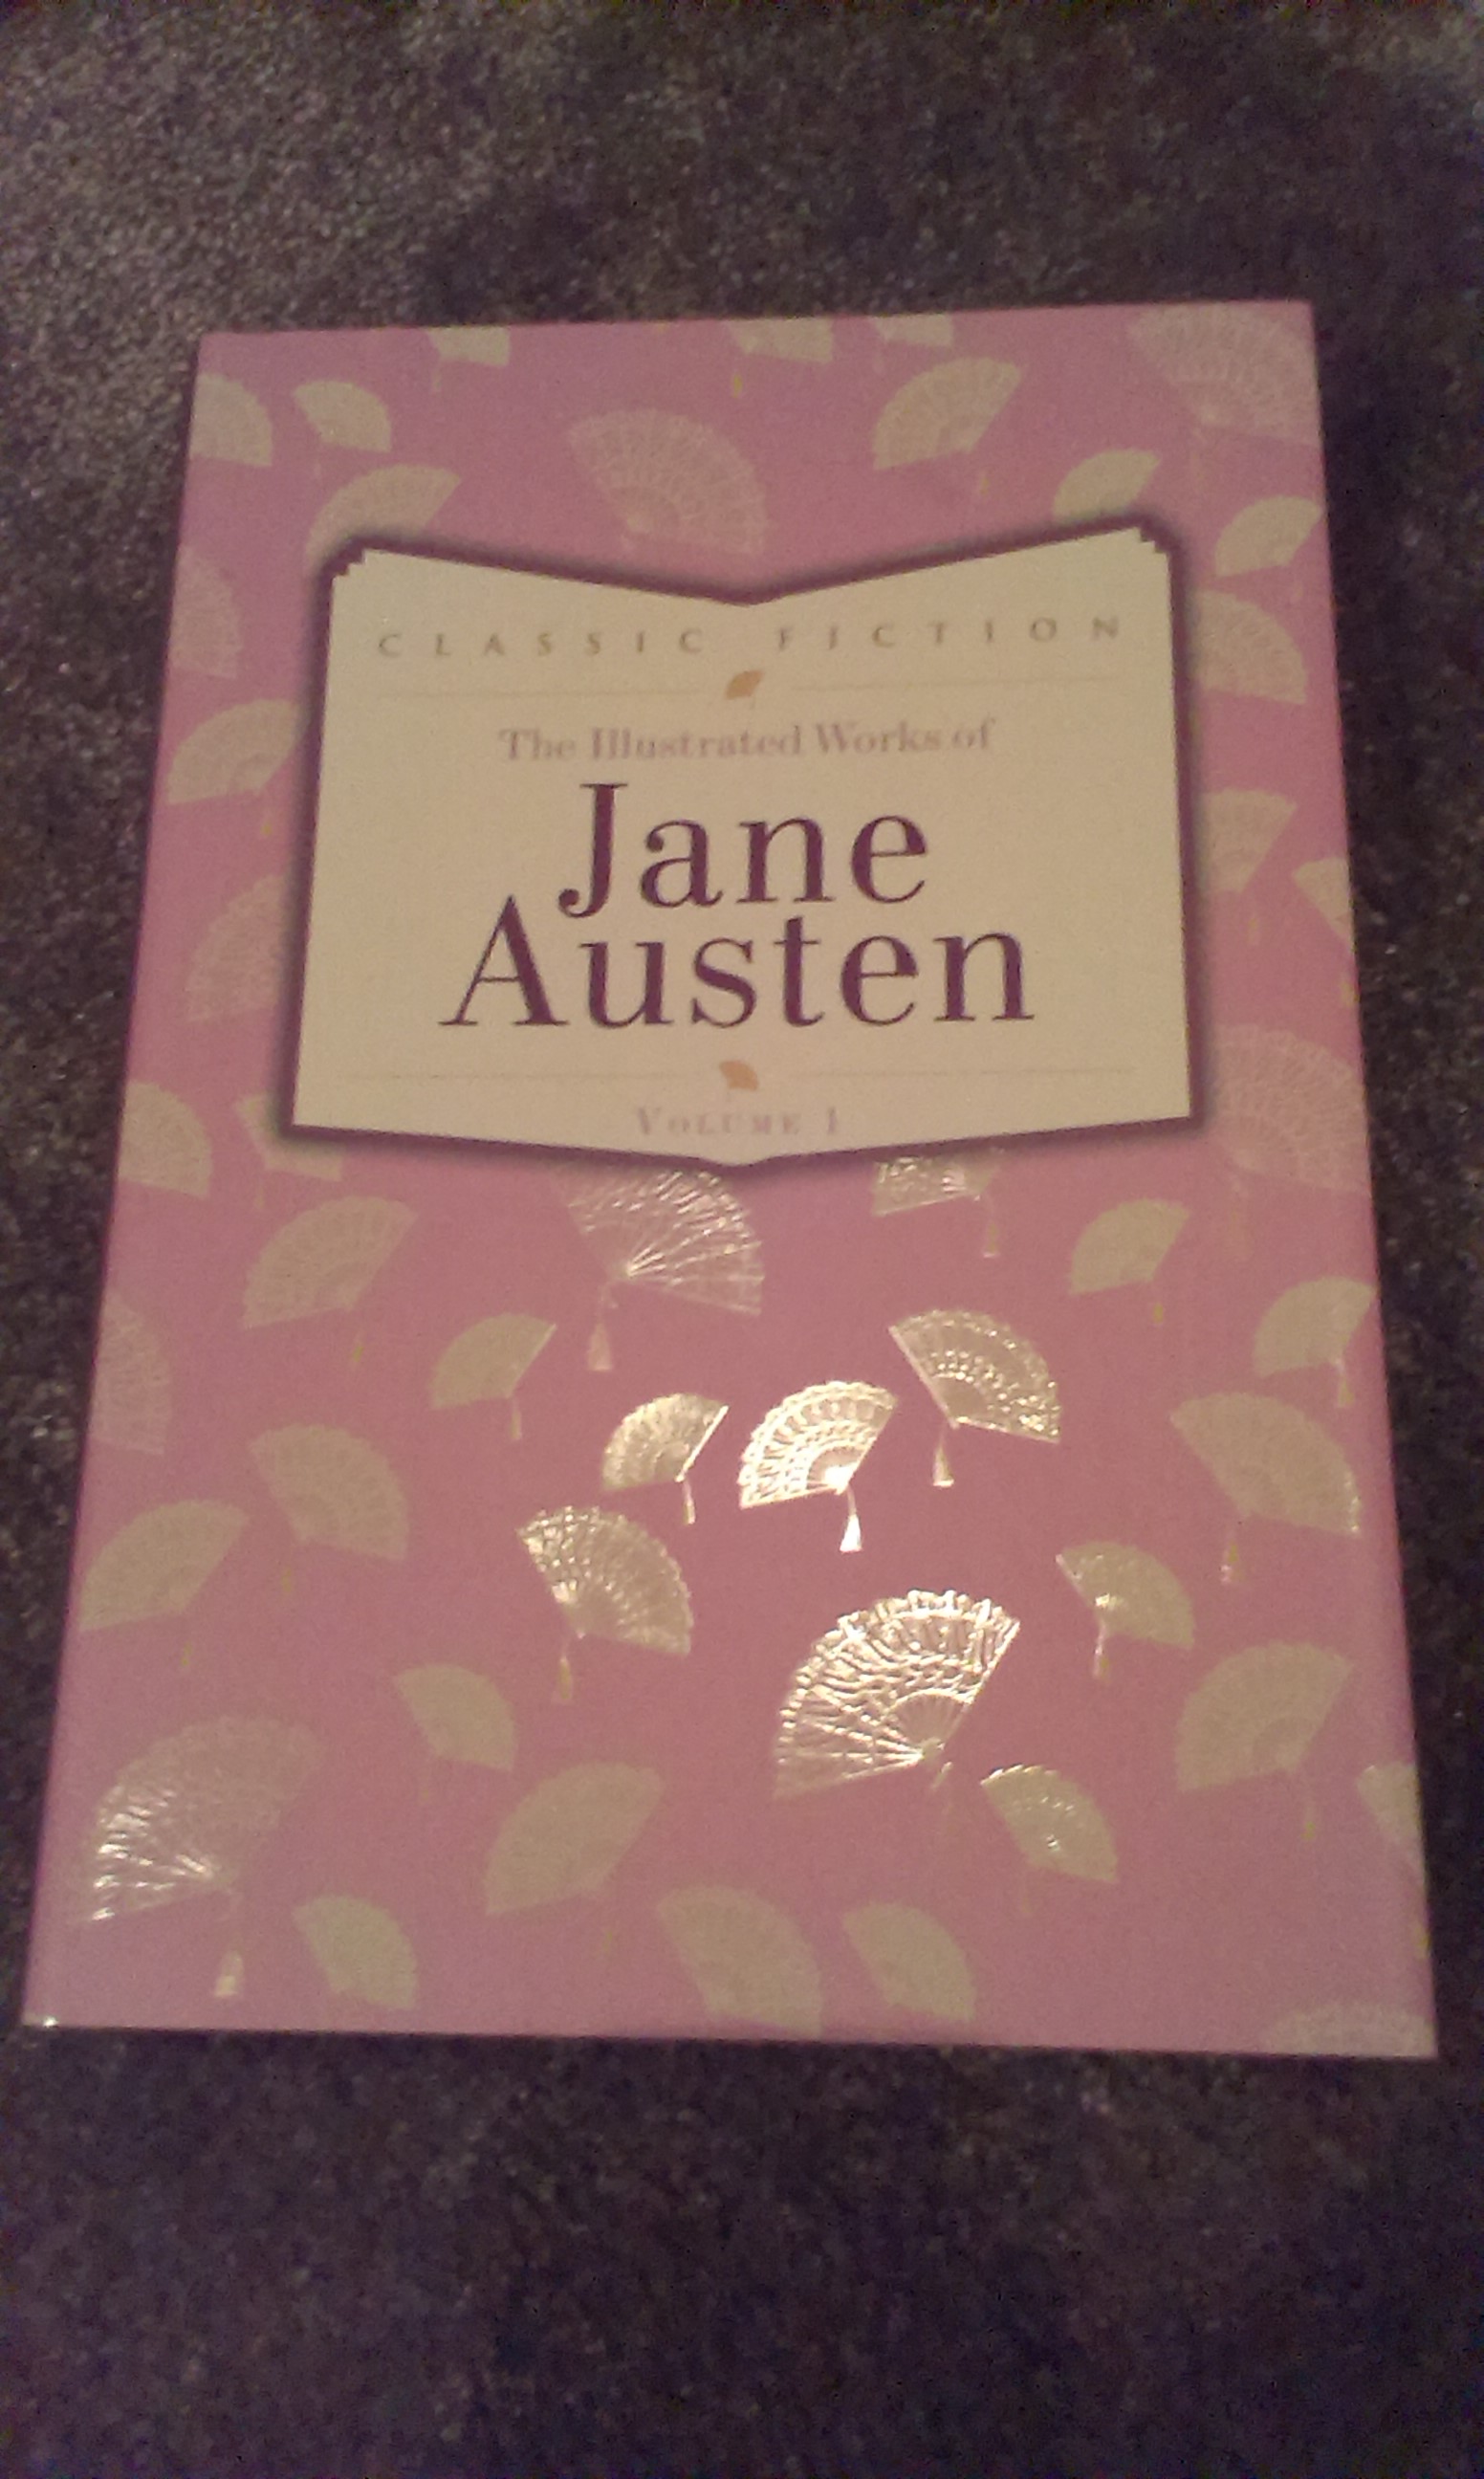 CLASSIC FICTION
The Illustrated Works of
Jane
Austen
VOLUME 1